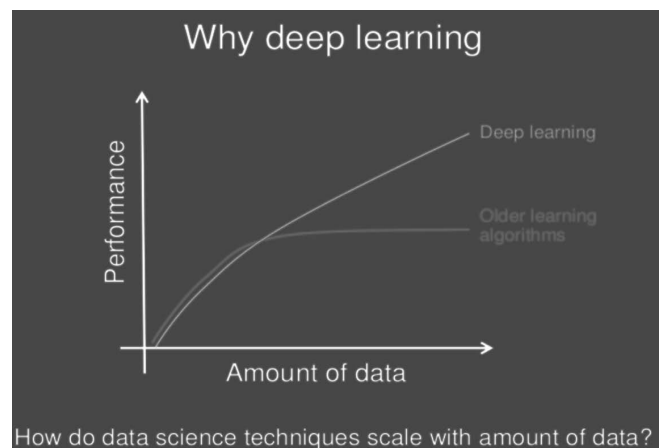 Why deep learning
Deep learning
Performance
Older learning
algorithms
Amount of data
How do data science techniques scale with amount of data?